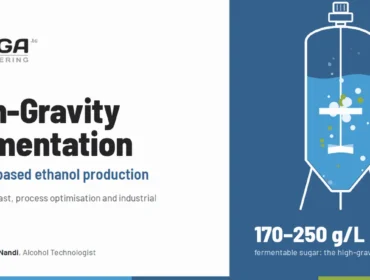 GA
ERING
n-Gravity
mentation
based ethanol production
ast, process optimisation and industrial
Nandi, Alcohol Technologist
170–250 g/L
fermentable sugar: the high-grav